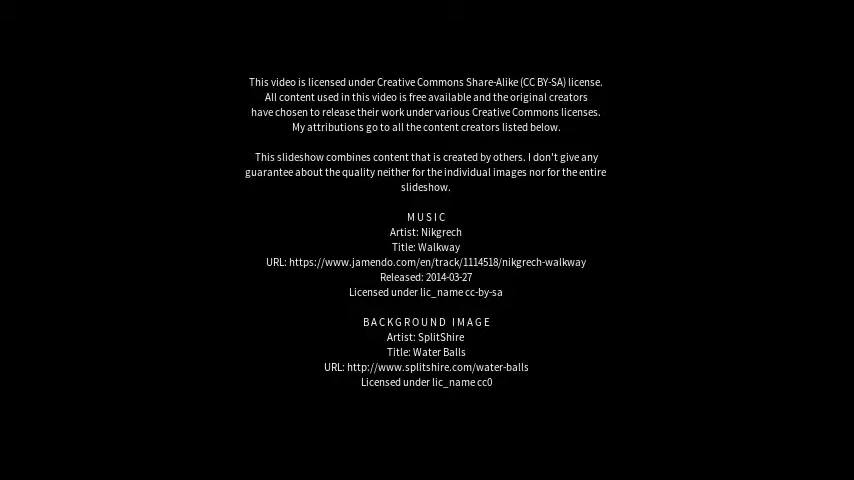 This video is licensed under Creative Commons Share-Alike (CC BY-SA) license.
All content used in this video is free available and the original creators
have chosen to release their work under various Creative Commons licenses.
My attributions go to all the content creators listed below.
This slideshow combines content that is created by others. I don't give any
guarantee about the quality neither for the individual images nor for the entire
slideshow.
MUSIC
Artist: Nikgrech
Title: Walkway
URL: https://www.jamendo.com/en/track/1114518/nikgrech-walkway
Released: 2014-03-27
Licensed under lic_name cc-by-sa
BACKGROUND IMAGE
Artist: SplitShire
Title: Water Balls
URL: http://www.splitshire.com/water-balls
Licensed under lic_name cc0